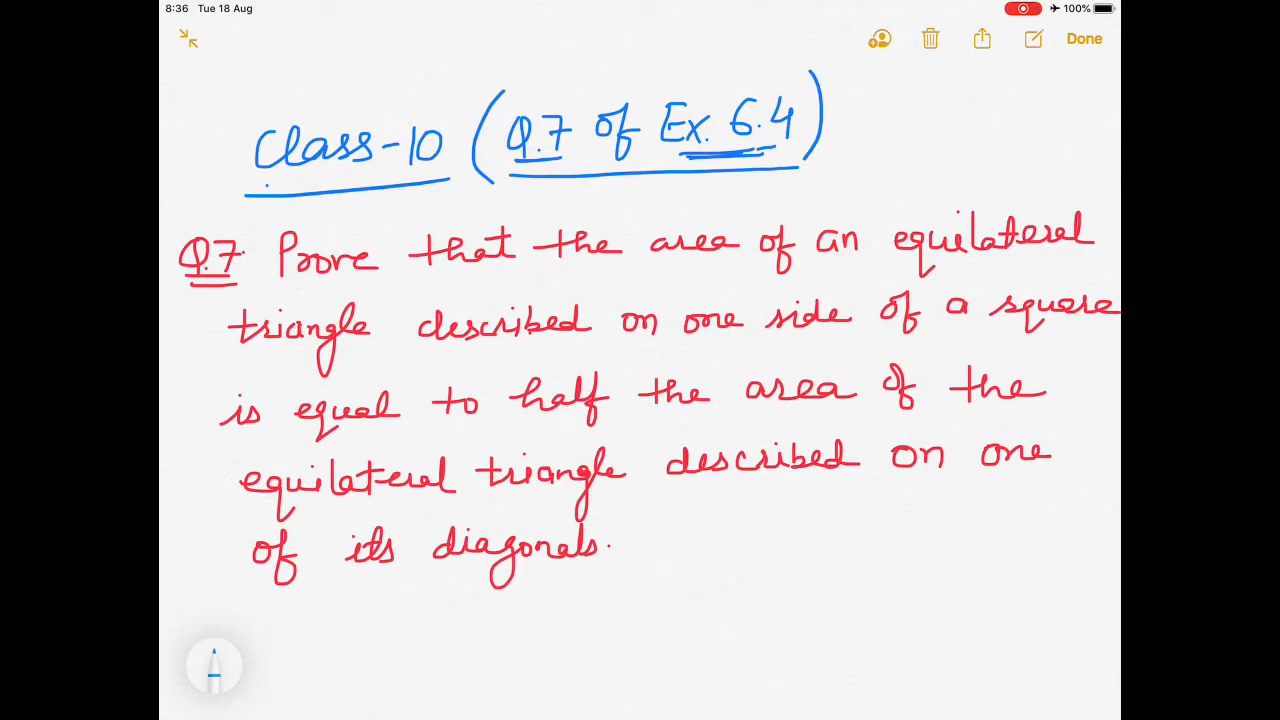 8:36 Tue 18 Aug
100%
Done
Class-10 (Q.7 of Ex. 6.4)
Q.7. Prove that the area of an equilateral
triangle described on one side of a square
is equal to half the area of the
equilateral triangle described on one
of its diagonals.